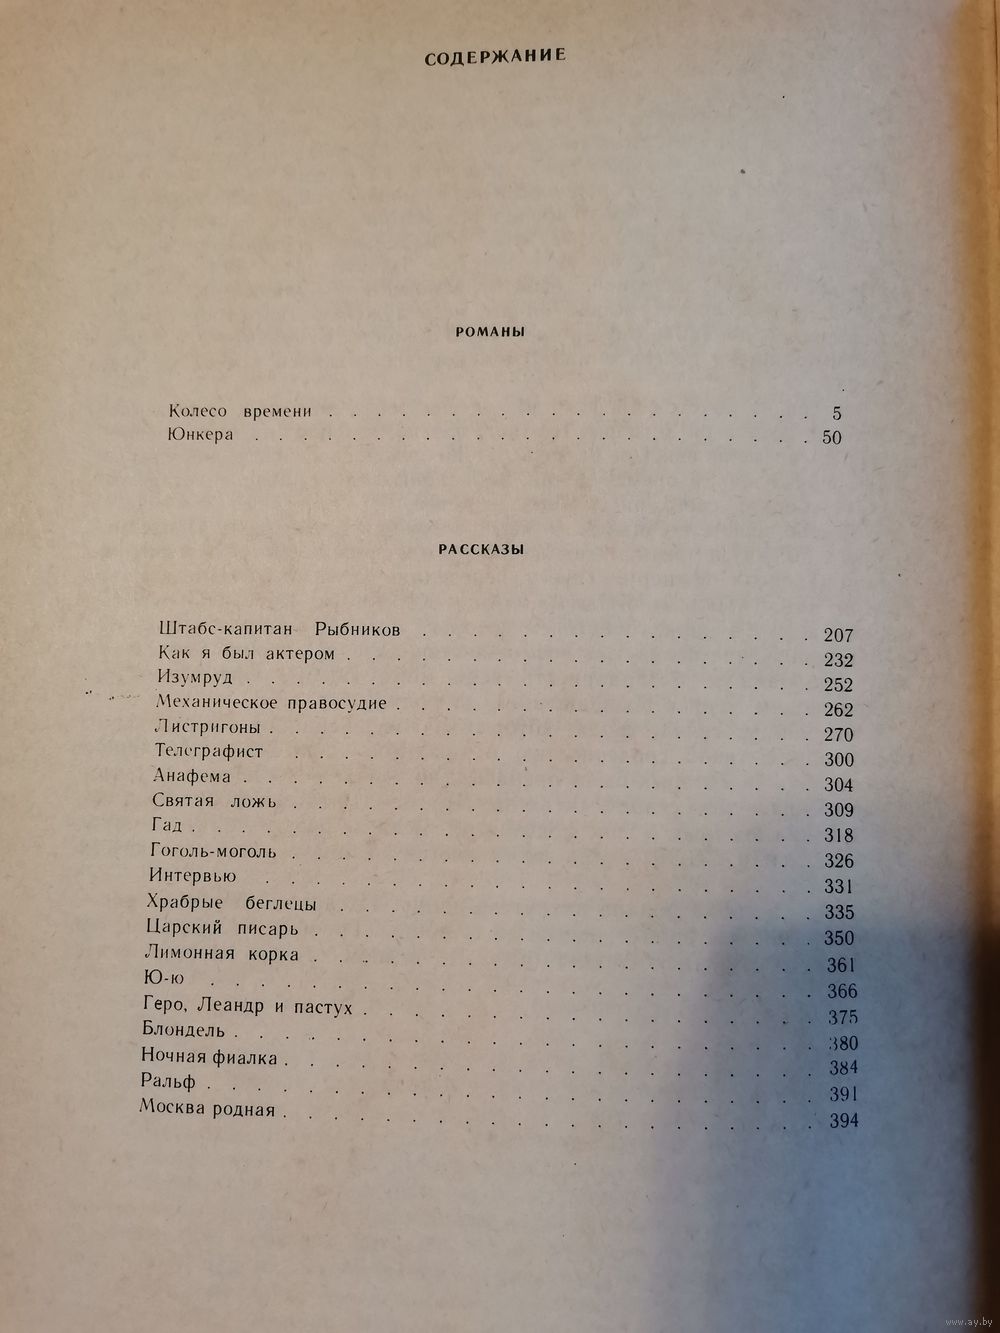 СОДЕРЖАНИЕ
РОМАНЫ
Колесо времени . . . . . . . . . . . . . . . . . . . . 5
Юнкера . . . . . . . . . . . . . . . . . . . . . . . 50
РАССКАЗЫ
Штабс-капитан Рыбников . . . . . . . . . . . . . . . . 207
Как я был актером . . . . . . . . . . . . . . . . . . . 232
Изумруд . . . . . . . . . . . . . . . . . . . . . . . 252
Механическое правосудие . . . . . . . . . . . . . . . . . 262
Листригоны . . . . . . . . . . . . . . . . . . . . . . 270
Телеграфист . . . . . . . . . . . . . . . . . . . . . 300
Анафема . . . . . . . . . . . . . . . . . . . . . . . 304
Святая ложь . . . . . . . . . . . . . . . . . . . . . 309
Гад . . . . . . . . . . . . . . . . . . . . . . . . . 318
Гоголь-моголь . . . . . . . . . . . . . . . . . . . . . 326
Интервью . . . . . . . . . . . . . . . . . . . . . . 331
Храбрые беглецы . . . . . . . . . . . . . . . . . . . 335
Царский писарь . . . . . . . . . . . . . . . . . . . . 350
Лимонная корка . . . . . . . . . . . . . . . . . . . . 361
Ю-ю . . . . . . . . . . . . . . . . . . . . . . . . 366
Геро, Леандр и пастух . . . . . . . . . . . . . . . . . . 375
Блондель . . . . . . . . . . . . . . . . . . . . . . . 380
Ночная фиалка . . . . . . . . . . . . . . . . . . . . . 384
Ральф . . . . . . . . . . . . . . . . . . . . . . . . 391
Москва родная . . . . . . . . . . . . . . . . . . . . . 394
www.ay.by